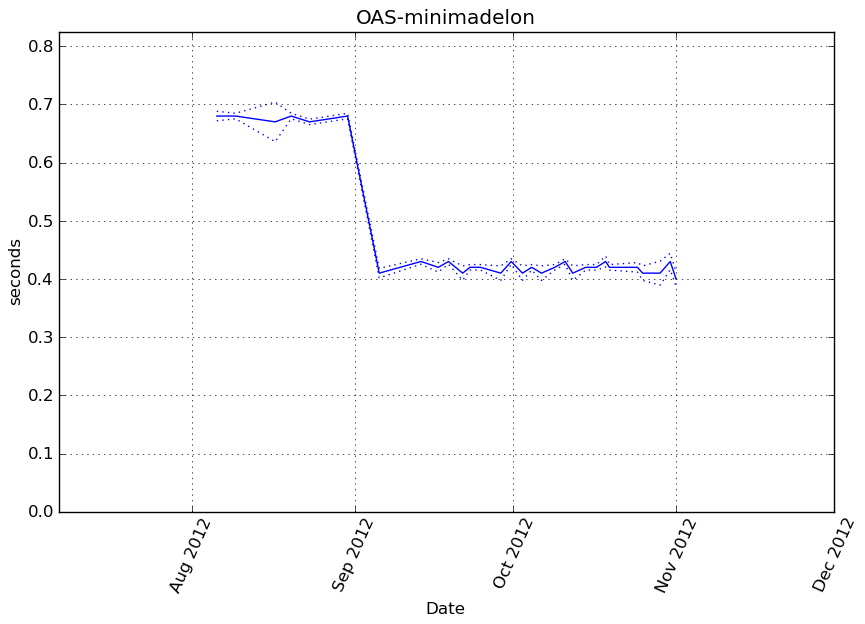 OAS-minimadelon
0.8
0.7
0.6
0.5
0.4
0.3
0.2
0.1
0.0
seconds
Aug 2012
Sep 2012
Oct 2012
Nov 2012
Dec 2012
Date